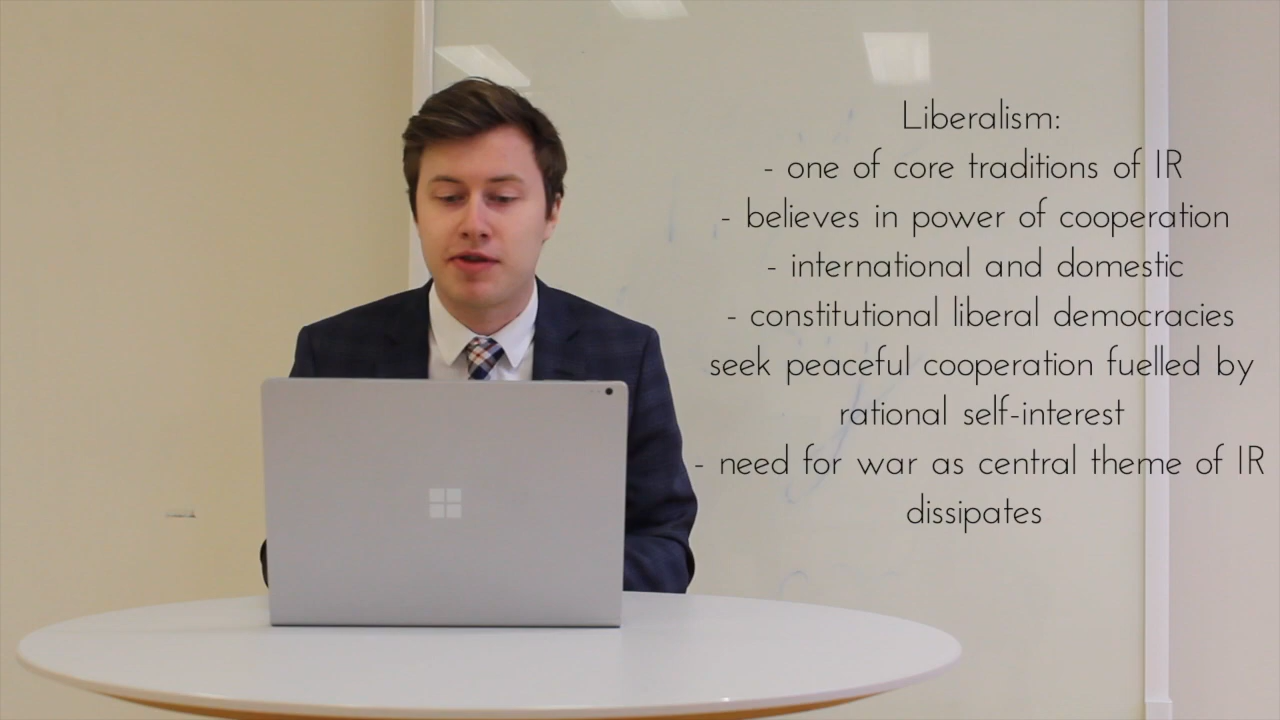 Liberalism:
- one of core traditions of IR
- believes in power of cooperation
- international and domestic
- constitutional liberal democracies
seek peaceful cooperation fuelled by
rational self-interest
- need for war as central theme of IR
dissipates